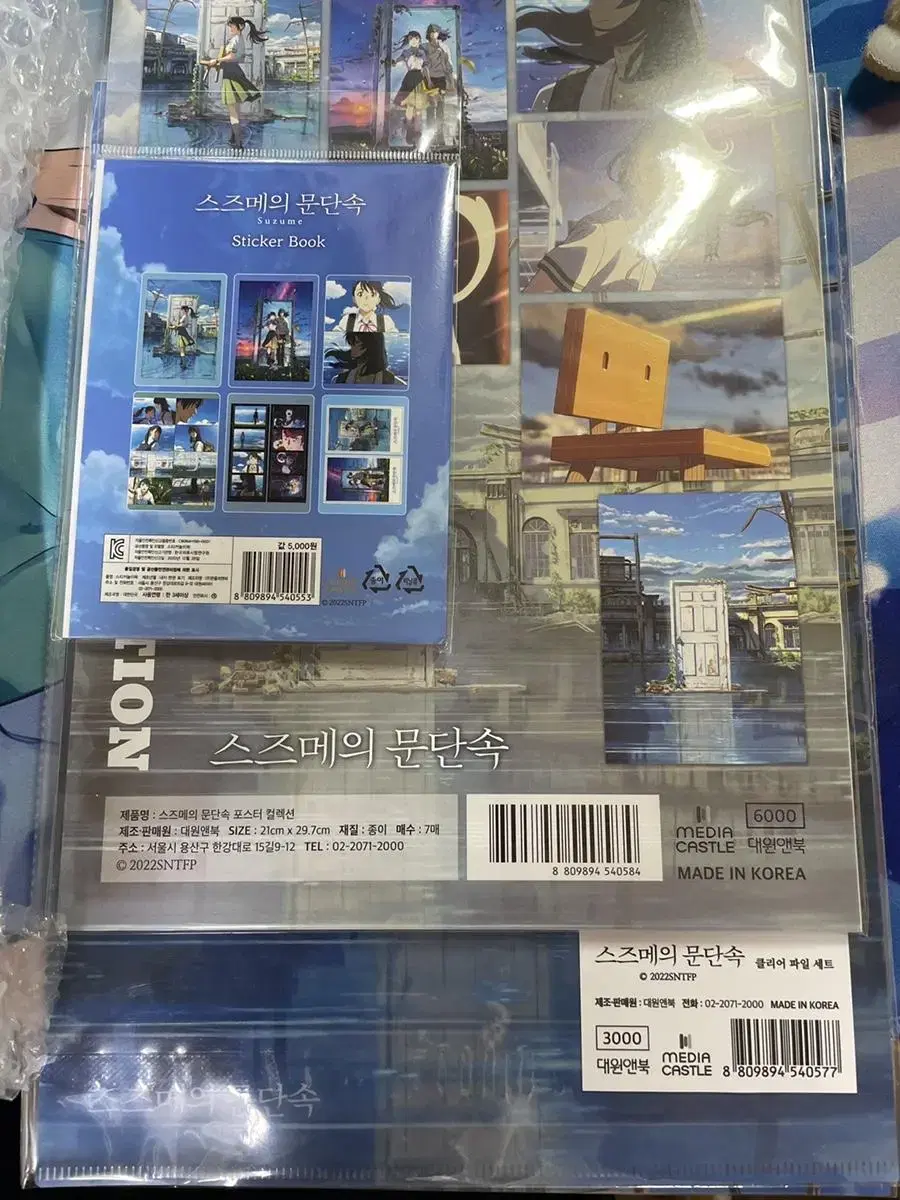 스즈메의 문단속
Suzume
Sticker Book
값 5,000원
8 809894 540553
종이
©2022SNTFP
TION
스즈메의 문단속
제품명 : 스즈메의 문단속 포스터 컬렉션
제조·판매원 : 대원앤북 SIZE : 21cm x 29.7cm 재질 : 종이 매수 : 7매
주소 : 서울시 용산구 한강대로 15길9-12 TEL : 02-2071-2000
© 2022SNTFP
8 809894 540584
MEDIA CASTLE
6000
대원앤북
MADE IN KOREA
스즈메의 문단속 클리어 파일 세트
© 2022SNTFP
제조·판매원 : 대원앤북 전화 : 02-2071-2000 MADE IN KOREA
3000
대원앤북
MEDIA CASTLE
8 809894 540577
스즈메의 문단속